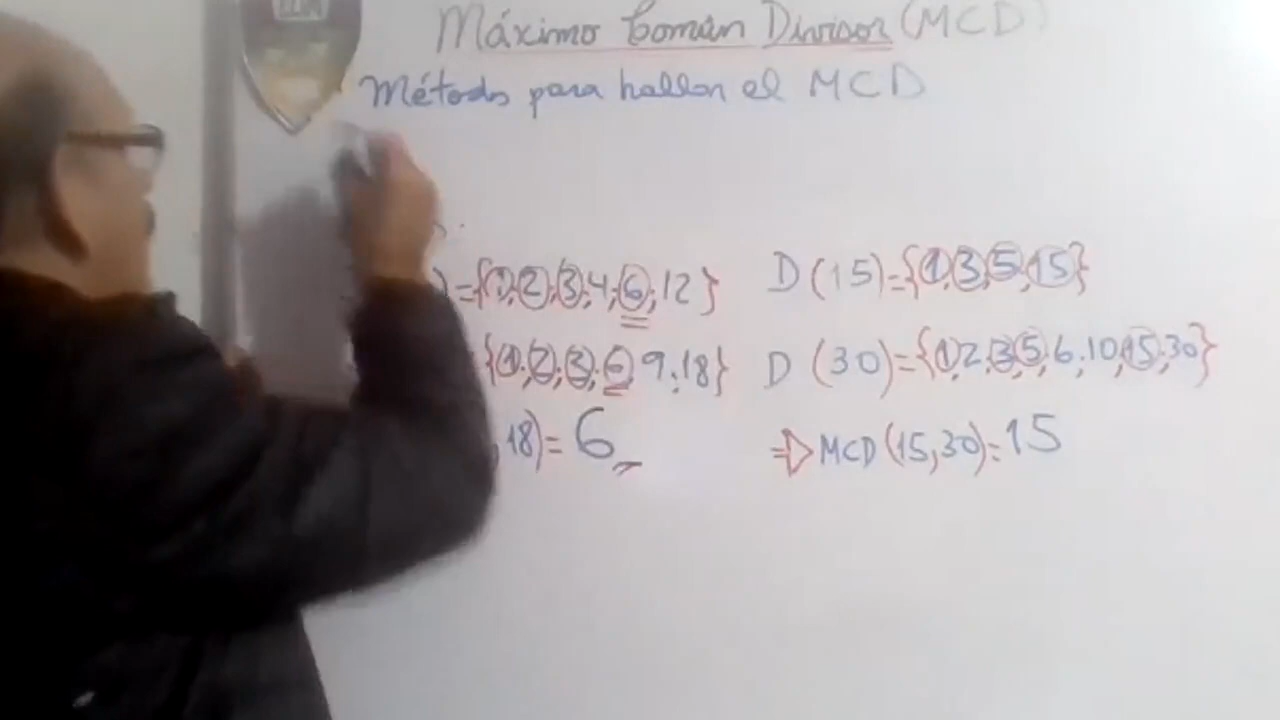 Máximo Común Divisor (MCD)
Métodos para hallar el MCD
)={1,2,3,4,6,12} D(15)={1,3,5,15}
{1,2,3,6,9,18} D(30)={1,2,3,5,6,10,15,30}
,18)=6 ⇒ MCD(15,30)=15